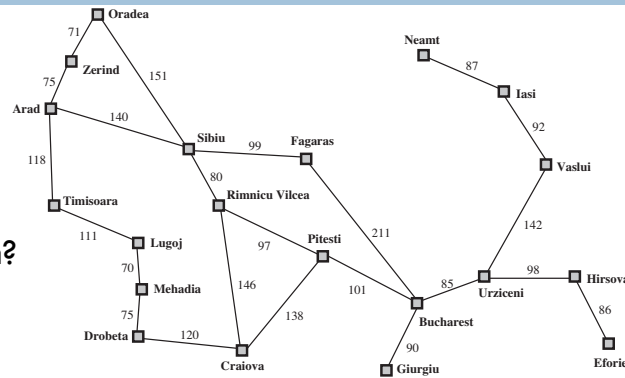 Oradea
71
Neamt
Zerind
87
151
75
Iasi
Arad
140
92
Sibiu
Fagaras
99
118
Vaslui
80
Timisoara
Rimnicu Vilcea
142
111
Pitesti
211
Lugoj
97
70
98
Hirsova
85
146
101
Urziceni
Mehadia
86
75
138
Bucharest
120
Drobeta
90
Craiova
Giurgiu
Eforie
?